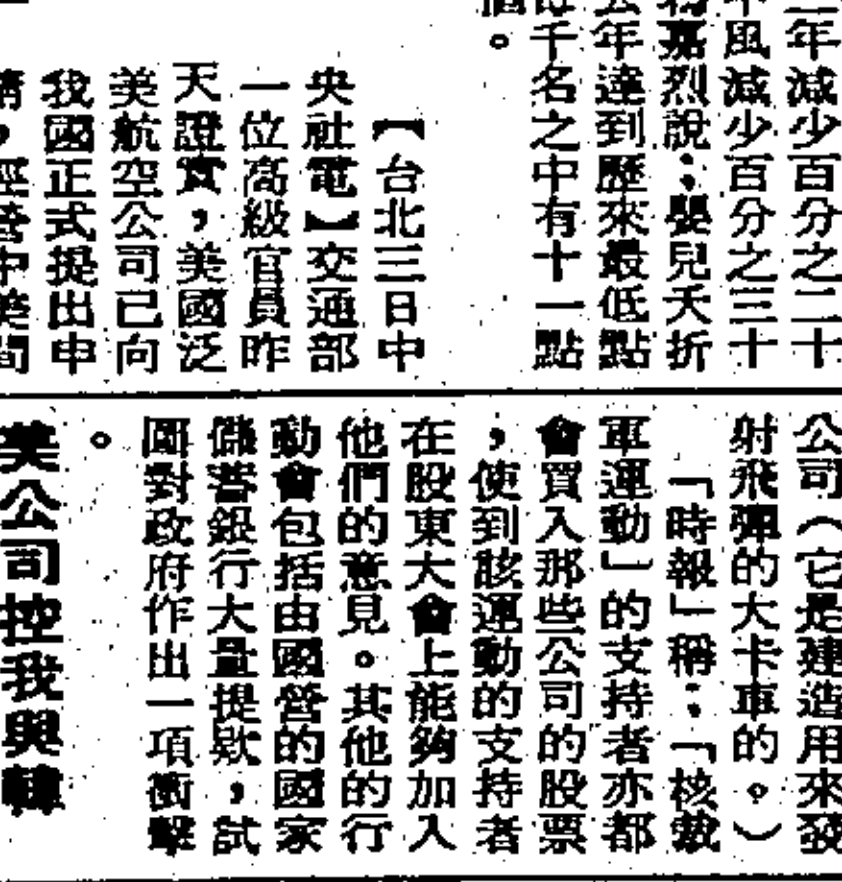 二年減少百分之二十
風減少百分之三十
嘉烈說：嬰兒夭折
年達到歷來最低點
每千名之中有十一點
個。
【台北三日中
央社電】交通部
一位高級官員昨
天證實，美國泛
美航空公司已向
我國正式提出申
請，經營中美間
公司（它是建造用來發
射飛彈的大卡車的。）
「時報」稱：「核裁
軍運動」的支持者亦都
會買入那些公司的股票
，使到該運動的支持者
在股東大會上能夠加入
他們的意見。其他的行
動會包括由國營的國家
儲蓄銀行大量提欵，試
圖對政府作出一項衝擊
。
美公司控我與韓